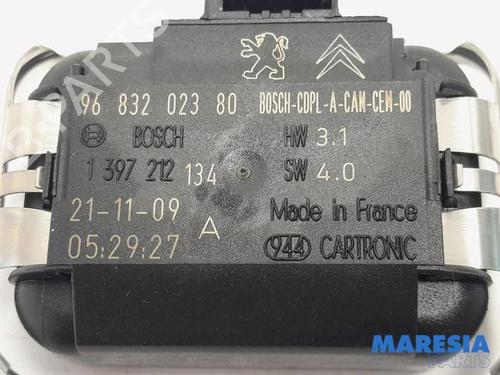 96 832 023 80 BOSCH-CDPL-A-CAN-CEM-00
BOSCH HW 3.1
1 397 212 134 SW 4.0
21-11-09 A Made in France
05:29:27 944 CARTRONIC
MARESIA
PARTS